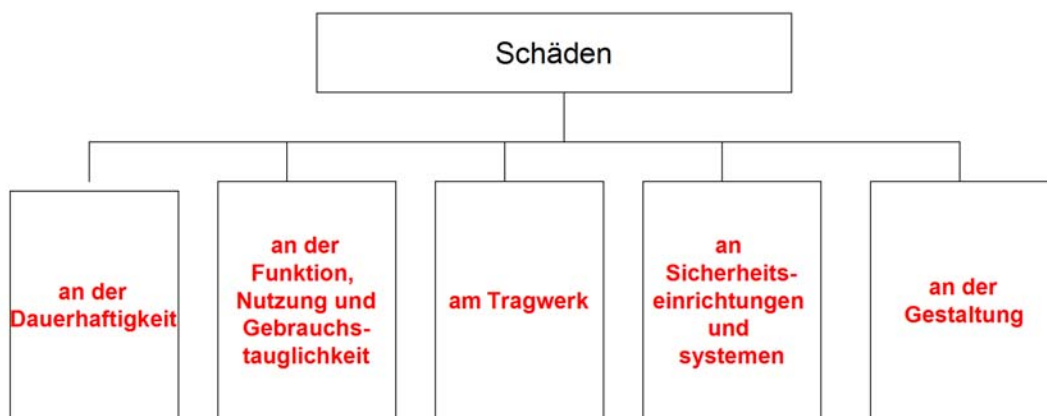 Schäden
an der
Dauerhaftigkeit
an der
Funktion,
Nutzung und
Gebrauchs-
tauglichkeit
am Tragwerk
an
Sicherheits-
einrichtungen
und
systemen
an der
Gestaltung